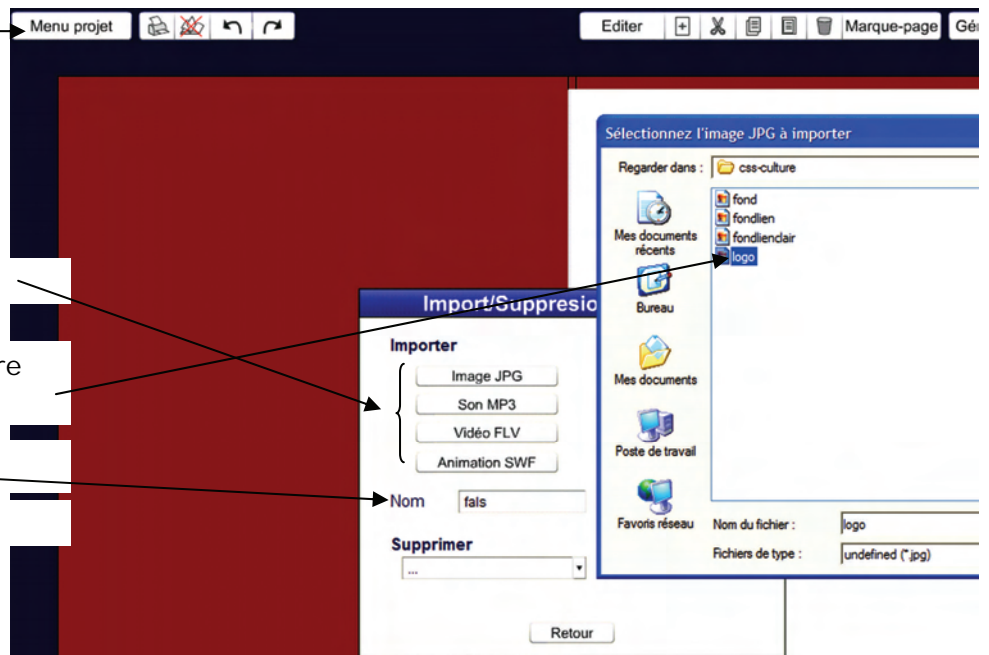 Menu projet
Editer
Marque-page
Gé
Sélectionnez l'image JPG à importer
Regarder dans :
css-culture
fond
fondlien
fondlienclair
logo
Mes documents
récents
Bureau
Mes documents
Poste de travail
Favoris réseau
Nom du fichier :
logo
Fichiers de type :
undefined (*.jpg)
Import/Suppresio
Importer
Image JPG
Son MP3
Vidéo FLV
Animation SWF
Nom
fals
Supprimer
...
Retour
re